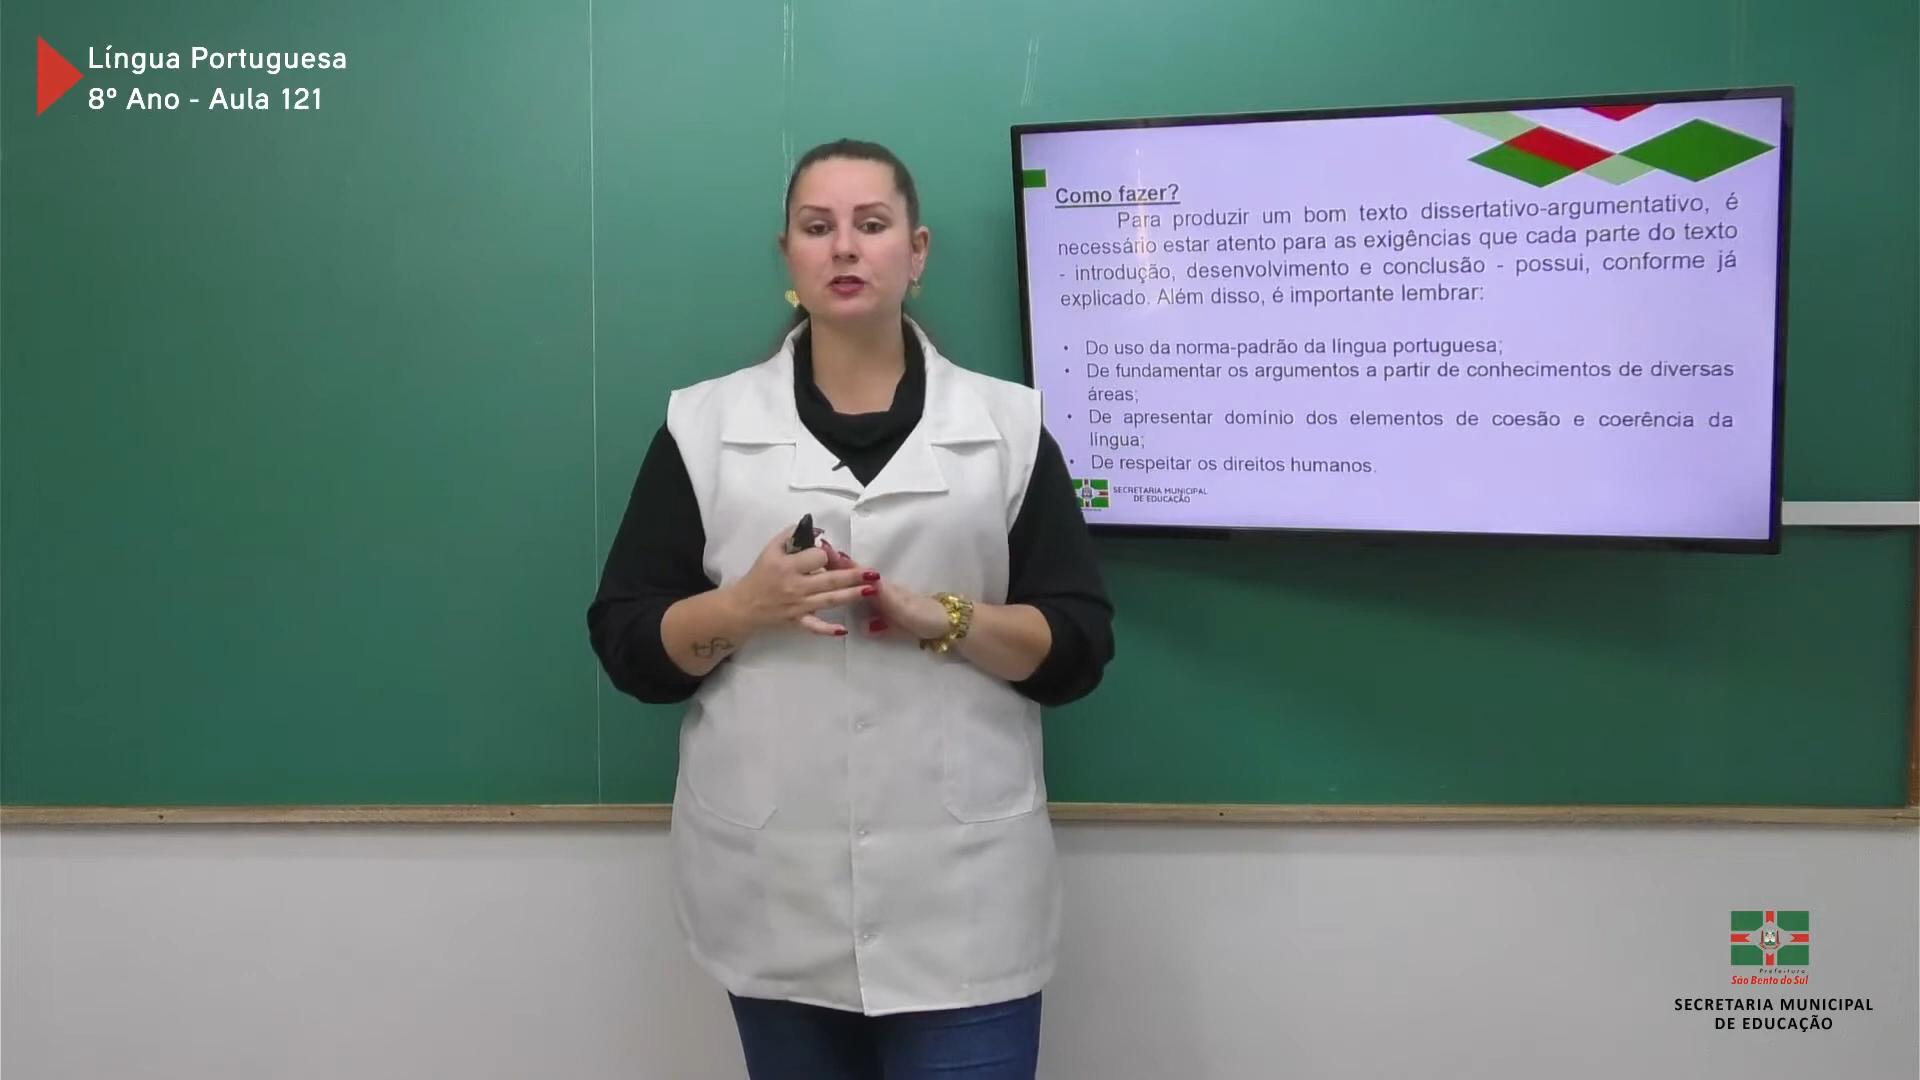 Língua Portuguesa
8º Ano - Aula 121
Como fazer?
Para produzir um bom texto dissertativo-argumentativo, é
necessário estar atento para as exigências que cada parte do texto
- introdução, desenvolvimento e conclusão - possui, conforme já
explicado. Além disso, é importante lembrar:
• Do uso da norma-padrão da língua portuguesa;
• De fundamentar os argumentos a partir de conhecimentos de diversas
áreas;
• De apresentar domínio dos elementos de coesão e coerência da
língua;
• De respeitar os direitos humanos.
SECRETARIA MUNICIPAL
DE EDUCAÇÃO
Prefeitura
São Bento do Sul
SECRETARIA MUNICIPAL
DE EDUCAÇÃO